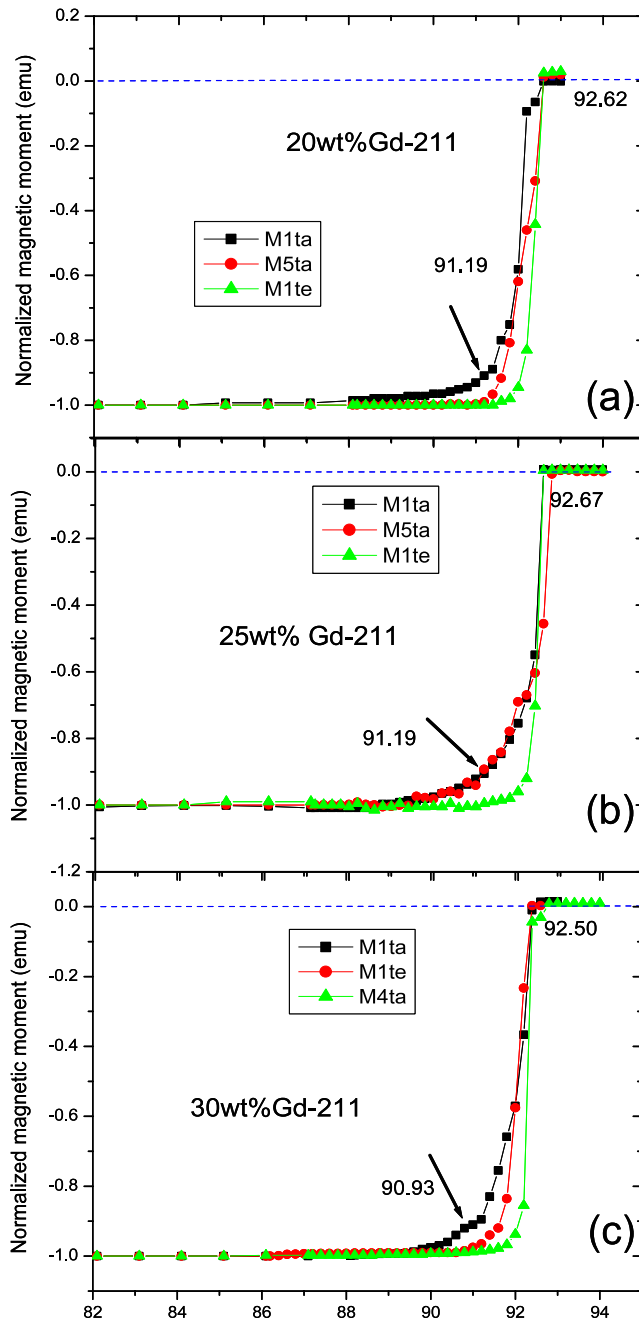 0.2
0.0
-0.2
-0.4
-0.6
-0.8
-1.0
Normalized magnetic moment (emu)
92.62
20wt%Gd-211
M1ta
M5ta
M1te
91.19
(a)
0.0
-0.2
-0.4
-0.6
-0.8
-1.0
-1.2
Normalized magnetic moment (emu)
M1ta
M5ta
M1te
92.67
25wt% Gd-211
91.19
(b)
0.0
-0.2
-0.4
-0.6
-0.8
-1.0
Normalized magnetic moment (emu)
M1ta
M1te
M4ta
92.50
30wt%Gd-211
90.93
(c)
82 84 86 88 90 92 94